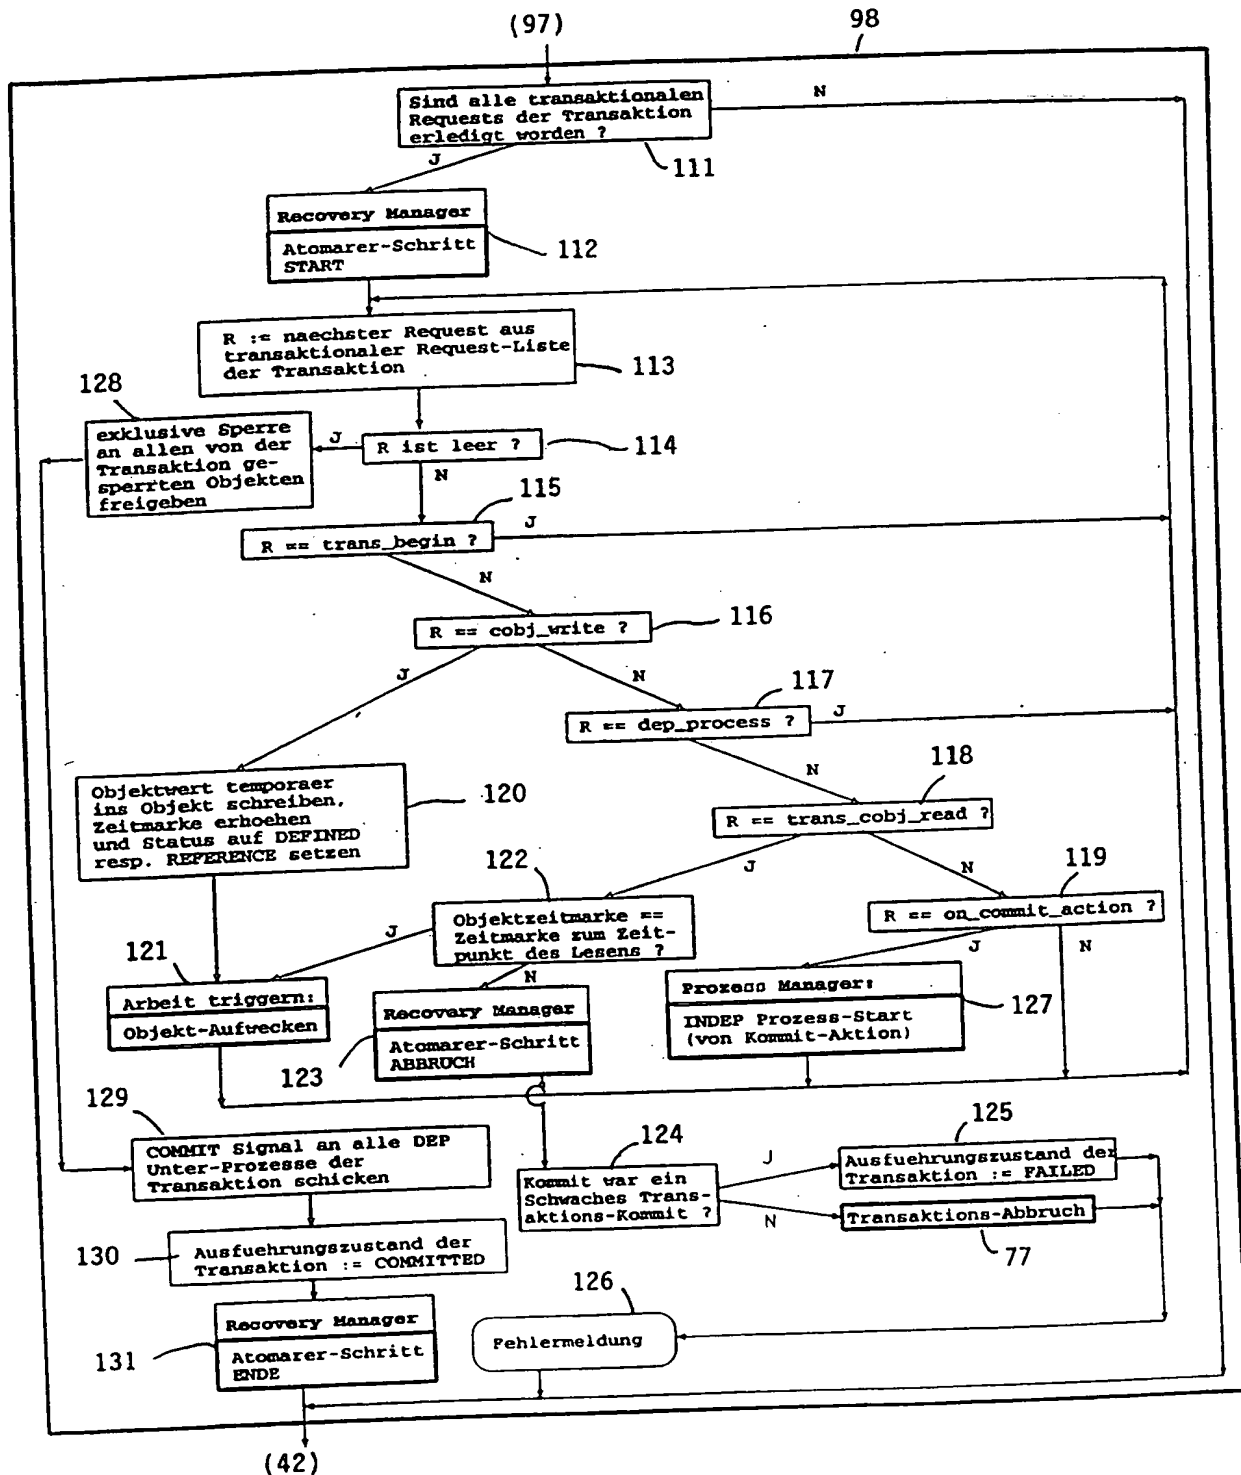 (97)
98
Sind alle transaktionalen
Requests der Transaktion
erledigt worden ?
N
J
111
Recovery Manager
Atomarer-Schritt
START
112
R := naechster Request aus
transaktionaler Request-Liste
der Transaktion
113
128
exklusive Sperre
an allen von der
Transaktion ge-
sperrten Objekten
freigeben
J
R ist leer ?
114
N
115
R == trans_begin ?
J
N
R == cobj_write ?
116
J
N
117
R == dep_process ?
J
N
118
R == trans_cobj_read ?
Objektwert temporaer
ins Objekt schreiben,
Zeitmarke erhoehen
und Status auf DEFINED
resp. REFERENCE setzen
120
J
N
119
122
R == on_commit_action ?
Objektzeitmarke ==
Zeitmarke zum Zeit-
punkt des Lesens ?
J
N
J
N
121
Arbeit triggern:
Objekt-Aufwecken
Recovery Manager
Atomarer-Schritt
ABBRUCH
123
Prozess Manager:
INDEP Prozess-Start
(von Kommit-Aktion)
127
129
COMMIT Signal an alle DEP
Unter-Prozesse der
Transaktion schicken
124
Kommit war ein
Schwaches Trans-
aktions-Kommit ?
J
N
125
Ausfuehrungszustand der
Transaktion := FAILED
Transaktions-Abbruch
77
130
Ausfuehrungszustand der
Transaktion := COMMITTED
126
Fehlermeldung
Recovery Manager
Atomarer-Schritt
ENDE
131
(42)